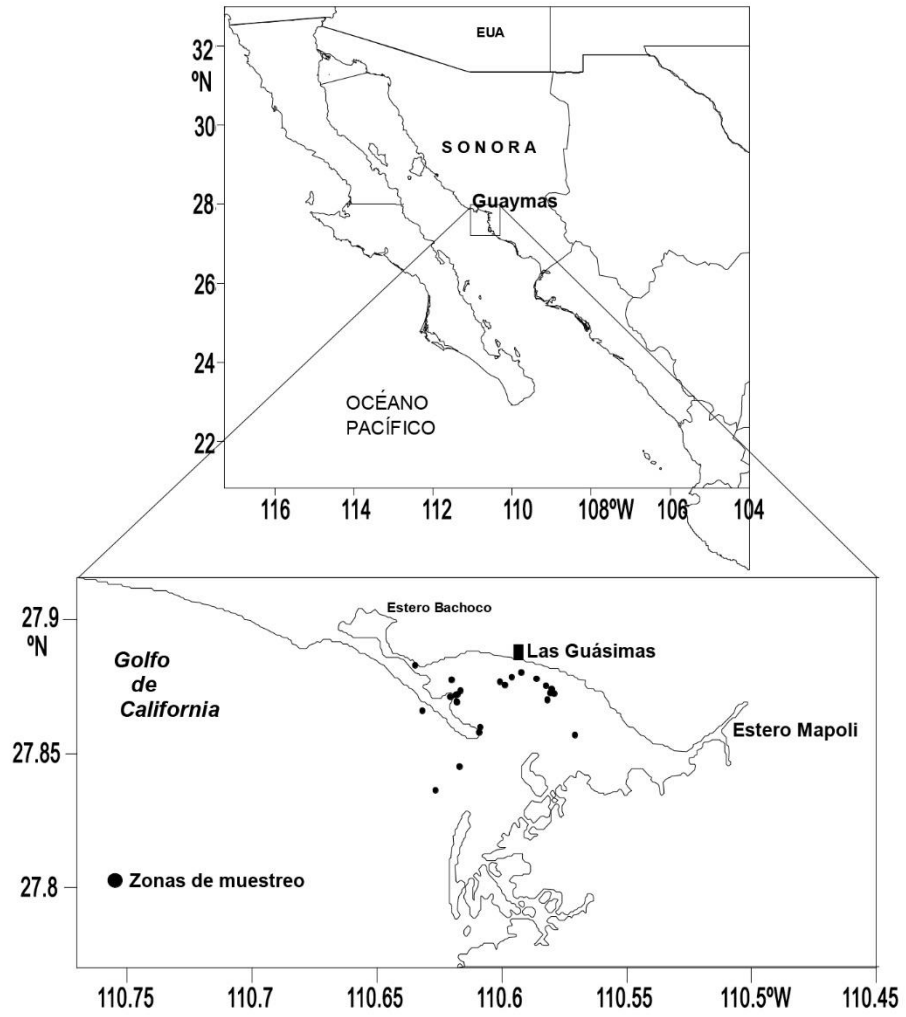 EUA
32
ºN
30
SONORA
Guaymas
28
26
24
OCÉANO
PACÍFICO
22
116 114 112 110 108ºW 106 104
27.9
ºN
Estero Bachoco
Las Guásimas
Golfo
de
California
Estero Mapoli
27.85
Zonas de muestreo
27.8
110.75 110.7 110.65 110.6 110.55 110.5ºW 110.45